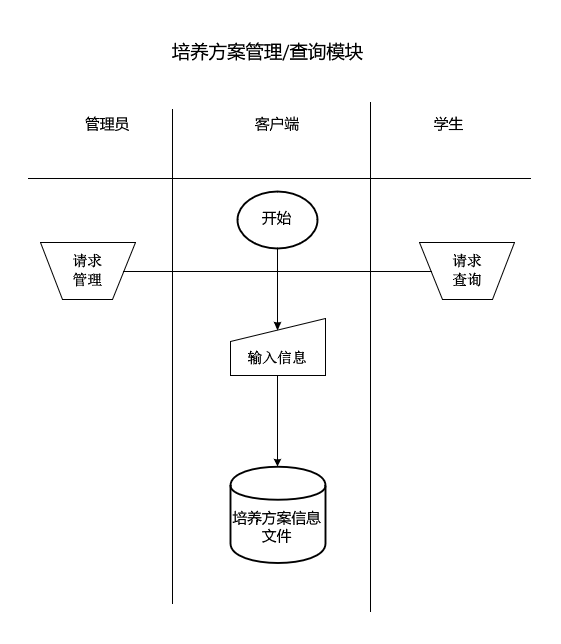 培养方案管理/查询模块
管理员
客户端
学生
开始
请求
管理
请求
查询
输入信息
培养方案信息
文件